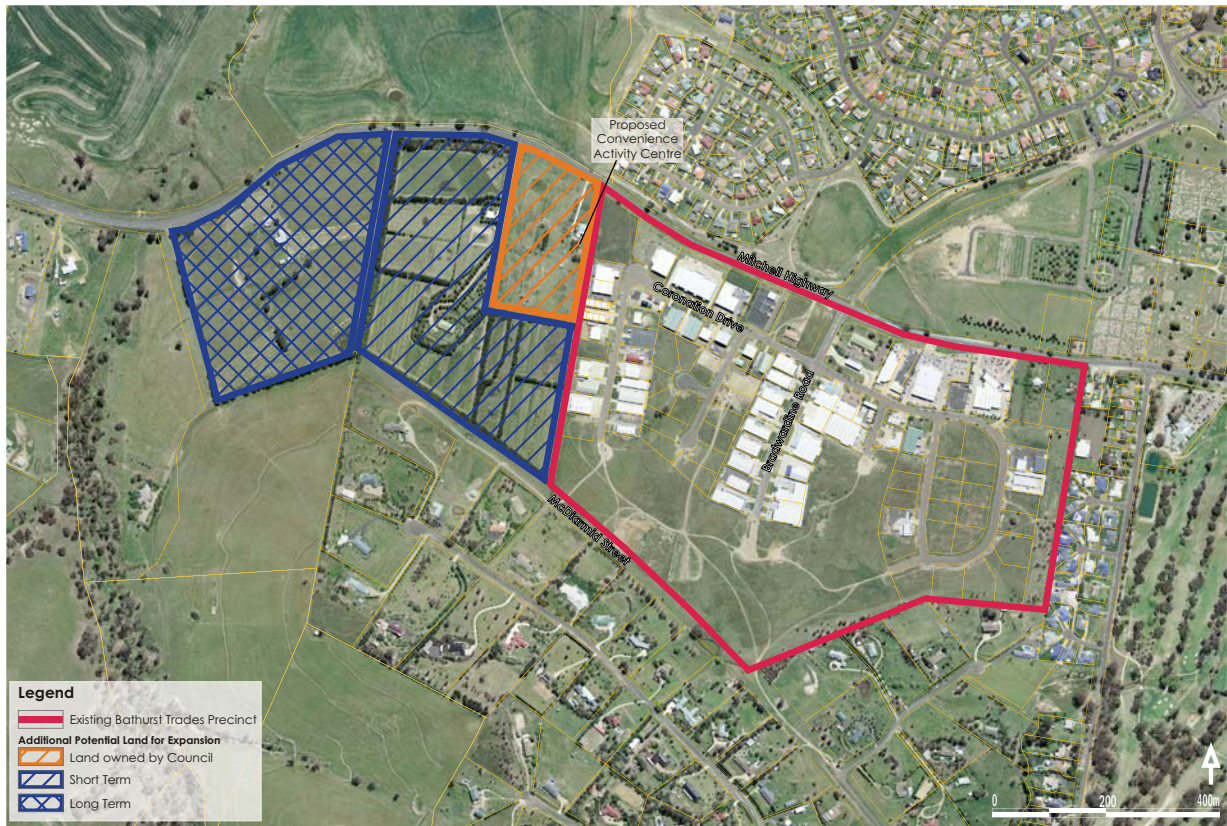 Proposed
Convenience
Activity Centre
Mitchell Highway
Coronation Drive
Bradwardine Road
McDiarmid Street
Legend
Existing Bathurst Trades Precinct
Additional Potential Land for Expansion
Land owned by Council
Short Term
Long Term
0 200 400m